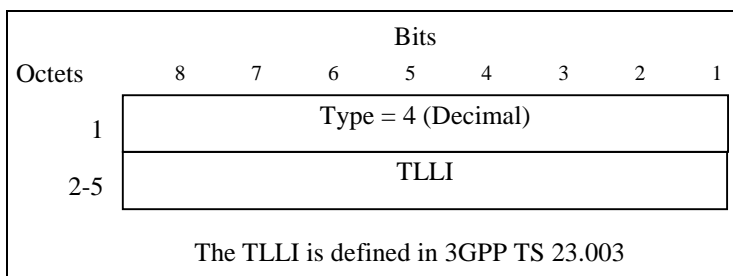 Bits
Octets 8 7 6 5 4 3 2 1
1 Type = 4 (Decimal)
2-5 TLLI
The TLLI is defined in 3GPP TS 23.003